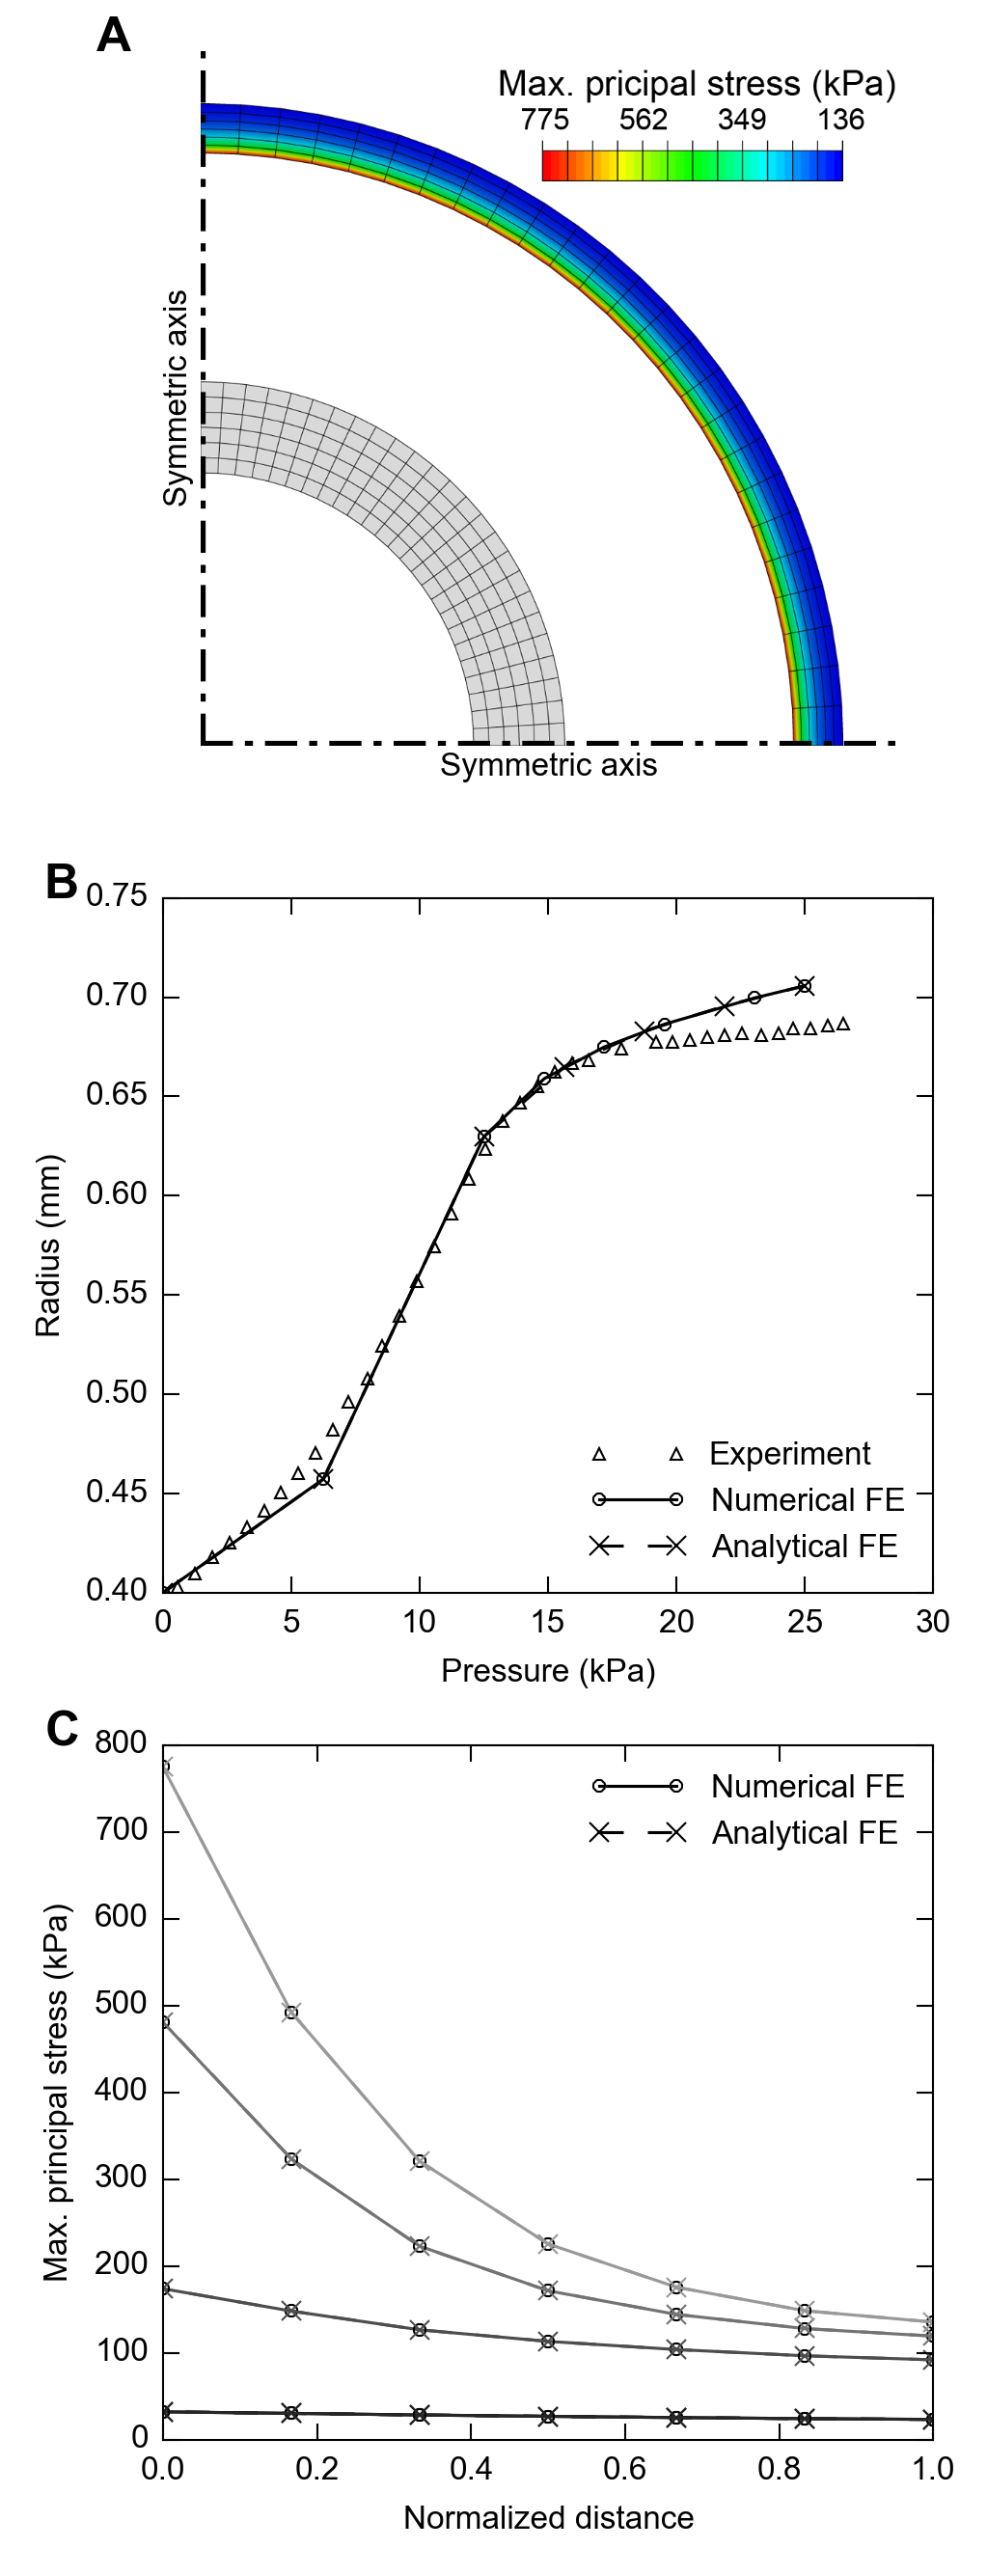 A
Max. pricipal stress (kPa)
775 562 349 136
Symmetric axis
Symmetric axis
B
0.75
0.70
0.65
0.60
0.55
0.50
0.45
0.40
Radius (mm)
Experiment
Numerical FE
Analytical FE
0 5 10 15 20 25 30
Pressure (kPa)
C
800
700
600
500
400
300
200
100
0
Max. principal stress (kPa)
Numerical FE
Analytical FE
0.0 0.2 0.4 0.6 0.8 1.0
Normalized distance